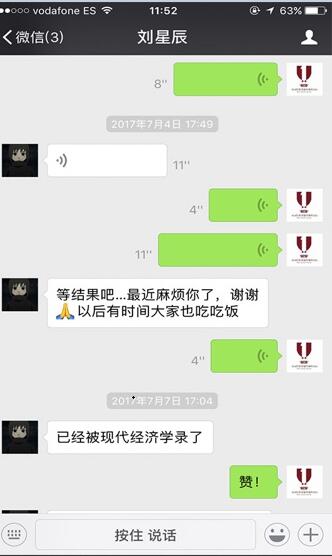 vodafone ES 11:52 63%
微信(3) 刘星辰
8"
2017年7月4日 17:49
11"
4"
11"
等结果吧...最近麻烦你了，谢谢
🙏以后有时间大家也吃吃饭
4"
2017年7月7日 17:04
已经被现代经济学录了
赞！
按住 说话